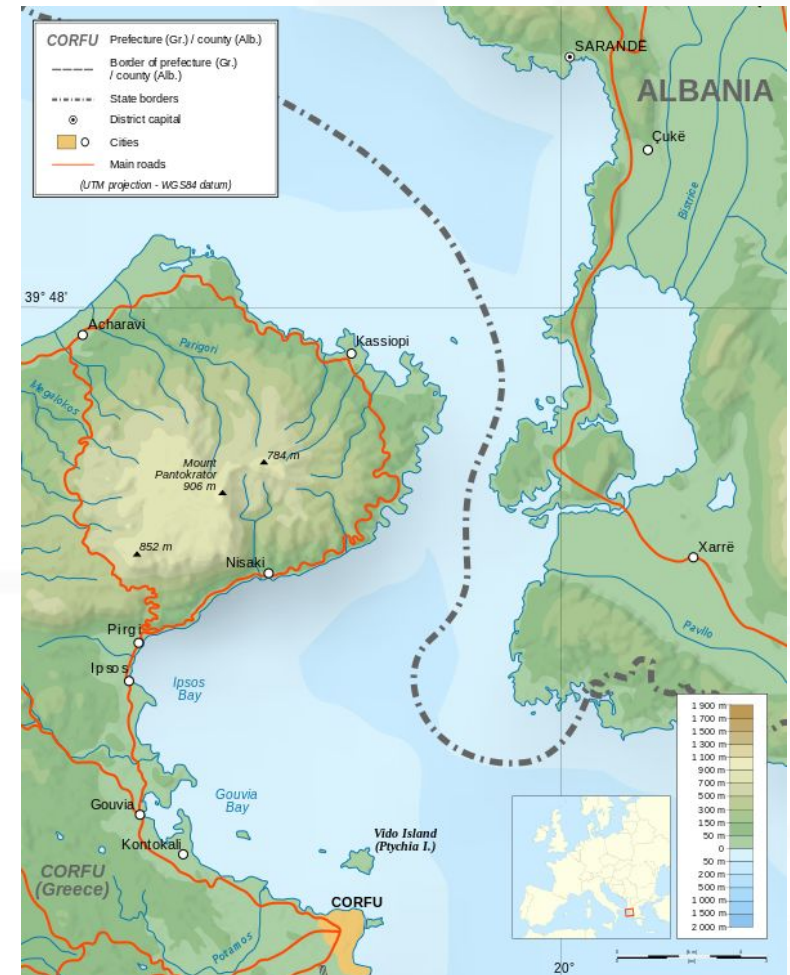 CORFU Prefecture (Gr.) / county (Alb.)
Border of prefecture (Gr.)
/ county (Alb.)
State borders
District capital
Cities
Main roads
(UTM projection - WGS84 datum)
SARANDË
ALBANIA
Çukë
Bistrice
39° 48'
Acharavi
Kassiopi
Parigori
Megalokos
Mount
Pantokrator
906 m
784 m
852 m
Nisaki
Xarrë
Pavllo
Pirgi
Ipsos
Ipsos
Bay
Gouvia
Bay
Gouvia
Kontokali
Vido Island
(Ptychia I.)
CORFU
(Greece)
CORFU
Potamos
1 900 m
1 700 m
1 500 m
1 300 m
1 100 m
900 m
700 m
500 m
300 m
150 m
50 m
0
50 m
200 m
500 m
1 000 m
1 500 m
2 000 m
20°